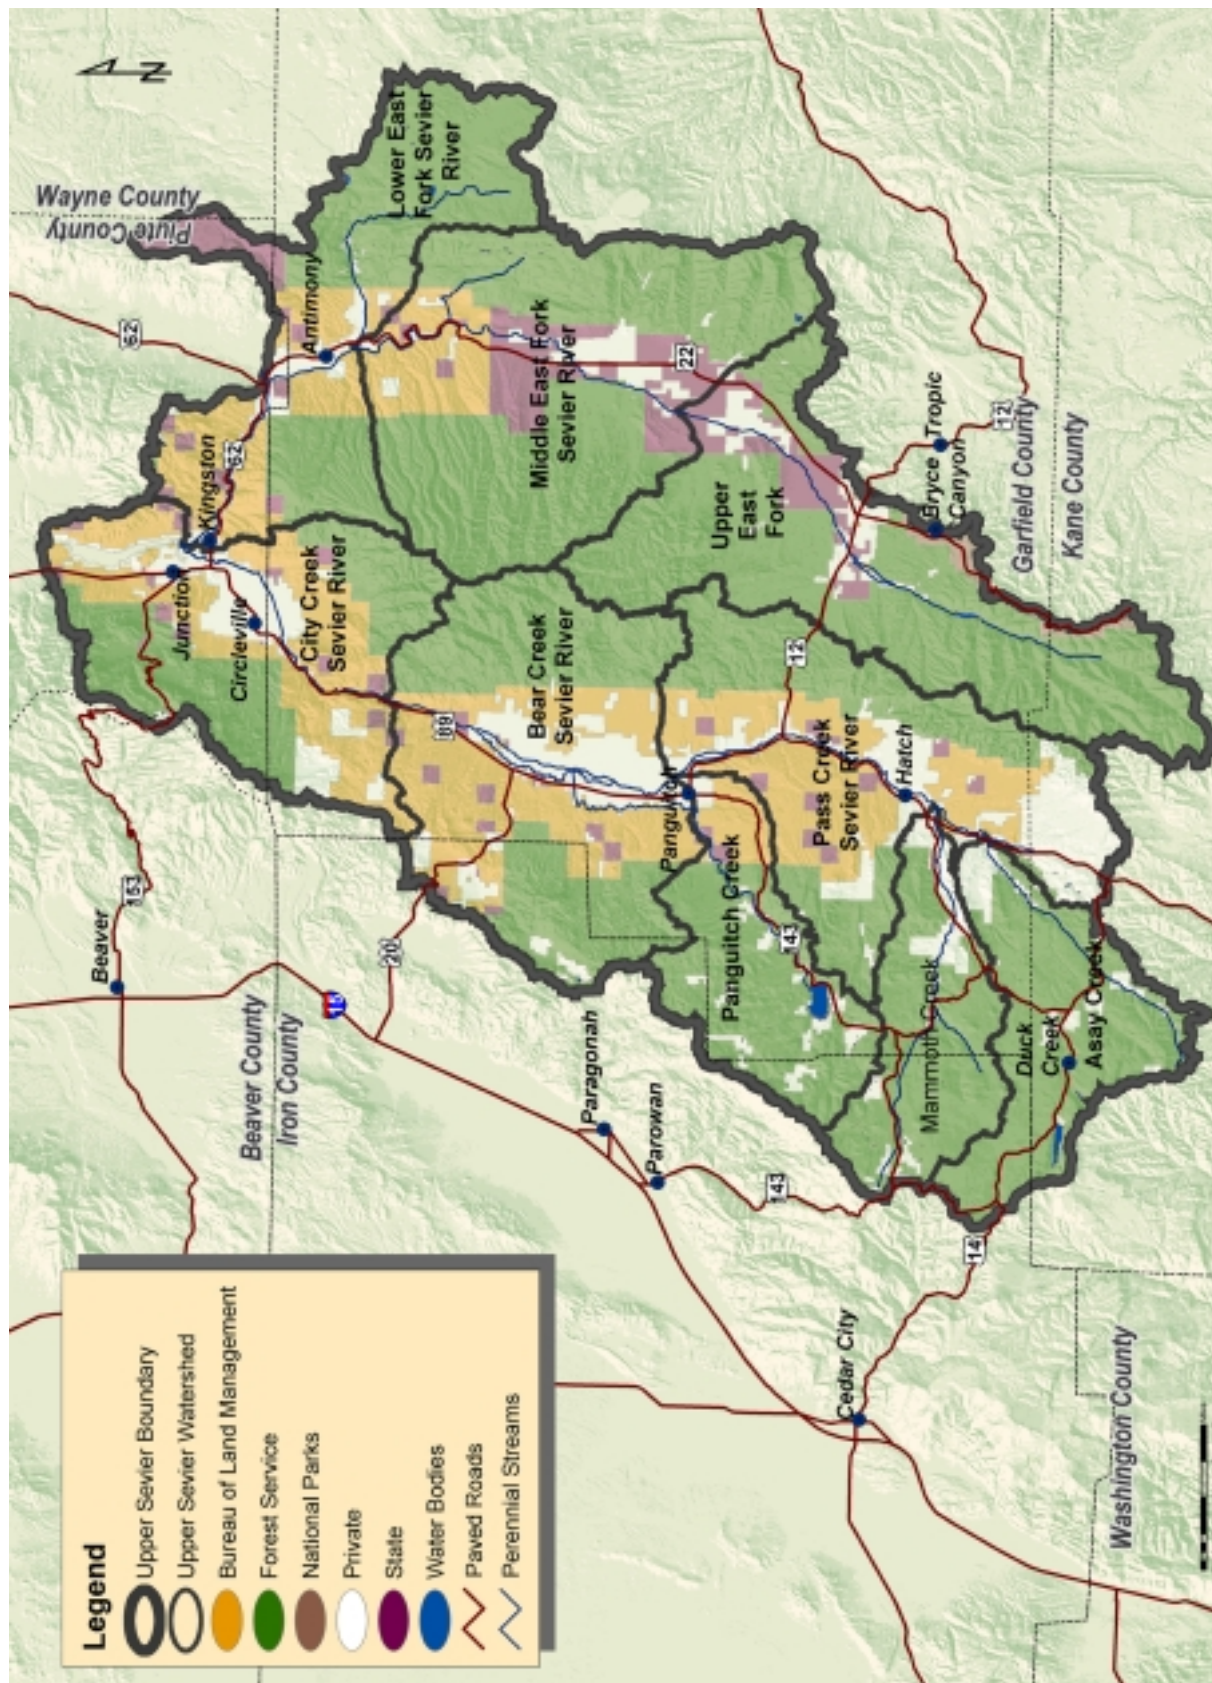 Legend
Upper Sevier Boundary
Upper Sevier Watershed
Bureau of Land Management
Forest Service
National Parks
Private
State
Water Bodies
Paved Roads
Perennial Streams
N
Beaver
153
Beaver County
Iron County
15
20
Paragonah
Parowan
143
Cedar City
14
Washington County
Junction
Circleville
Kingston
62
62
Antimony
Wayne County
Piute County
City Creek
Sevier River
Lower East
Fork Sevier
River
Middle East Fork
Sevier River
22
Upper
East
Fork
Bear Creek
Sevier River
89
Panguitch
Panguitch Creek
143
Pass Creek
Sevier River
12
Hatch
Mammoth Creek
Duck
Creek
Asay Creek
Bryce
Canyon
Tropic
12
Garfield County
Kane County